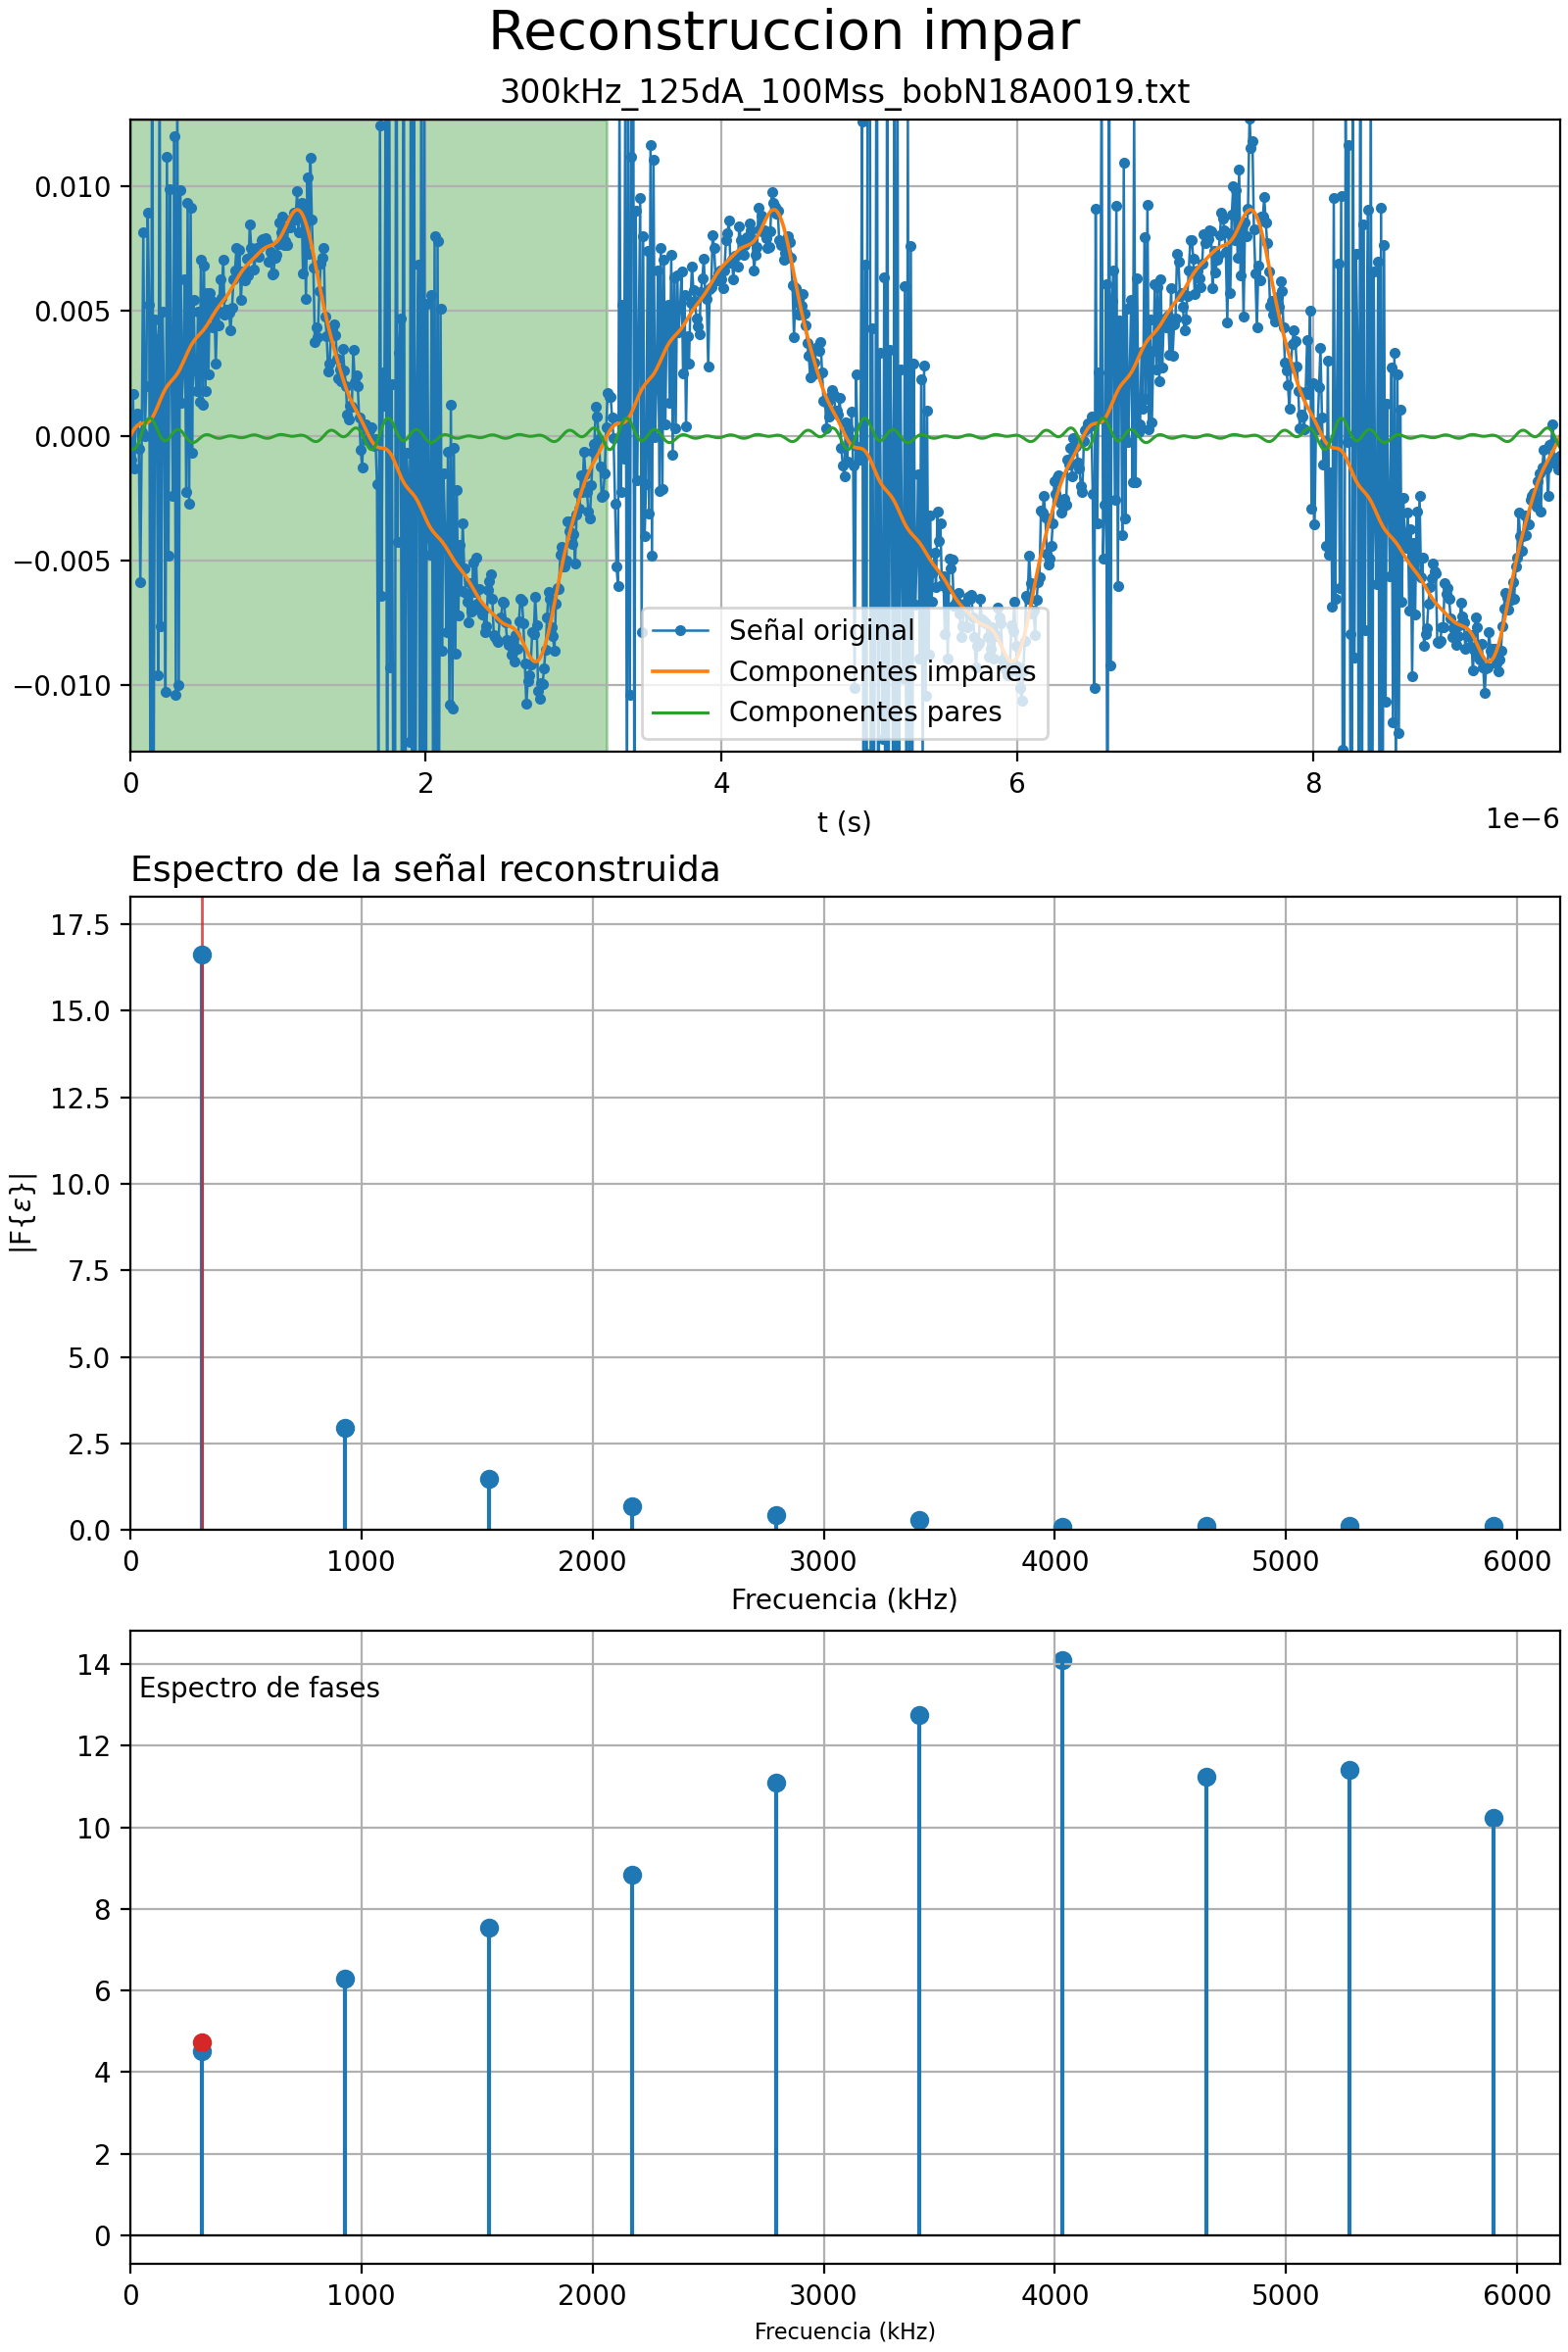 Reconstruccion impar
300kHz_125dA_100Mss_bobN18A0019.txt
0.010
0.005
0.000
−0.005
−0.010
Señal original
Componentes impares
Componentes pares
0 2 4 6 8
1e−6
t (s)
Espectro de la señal reconstruida
17.5
15.0
12.5
10.0
7.5
5.0
2.5
0.0
|F{ε}|
0 1000 2000 3000 4000 5000 6000
Frecuencia (kHz)
Espectro de fases
14
12
10
8
6
4
2
0
0 1000 2000 3000 4000 5000 6000
Frecuencia (kHz)